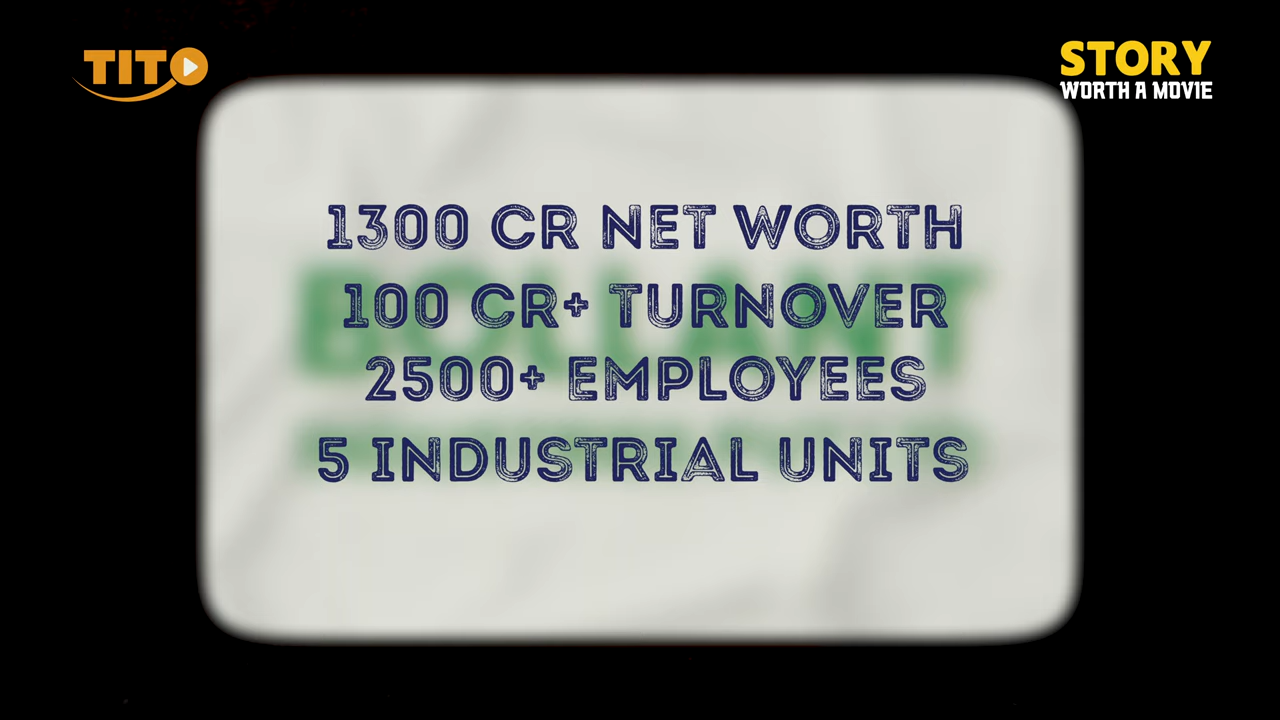 TITO
STORY
WORTH A MOVIE
1300 CR NET WORTH
100 CR+ TURNOVER
2500+ EMPLOYEES
5 INDUSTRIAL UNITS